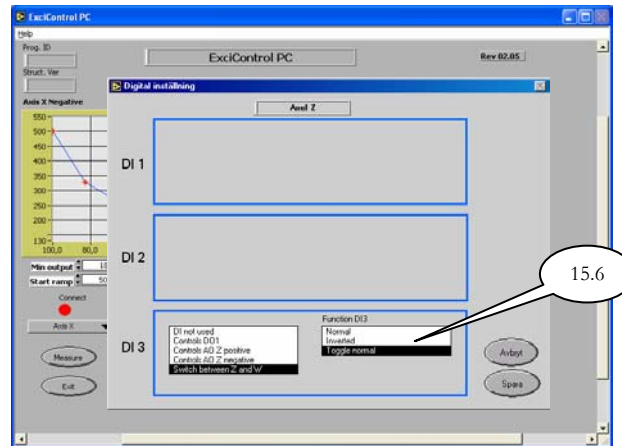 ExciControl PC
Help
Prog. ID
ExciControl PC
Rev 02.05
Struct. Ver
Digital inställning
Axis X Negative
Axel Z
550
500
450
400
350
300
250
200
130
100,0 80,0
DI 1
DI 2
Min output
Start ramp 50
Connect
Axis X
Measure
Exit
15.6
DI 3
DI not used
Controls DO1
Controls AO Z positive
Controls AO Z negative
Switch between Z and W
Function DI3
Normal
Inverted
Toggle normal
Avbryt
Spara